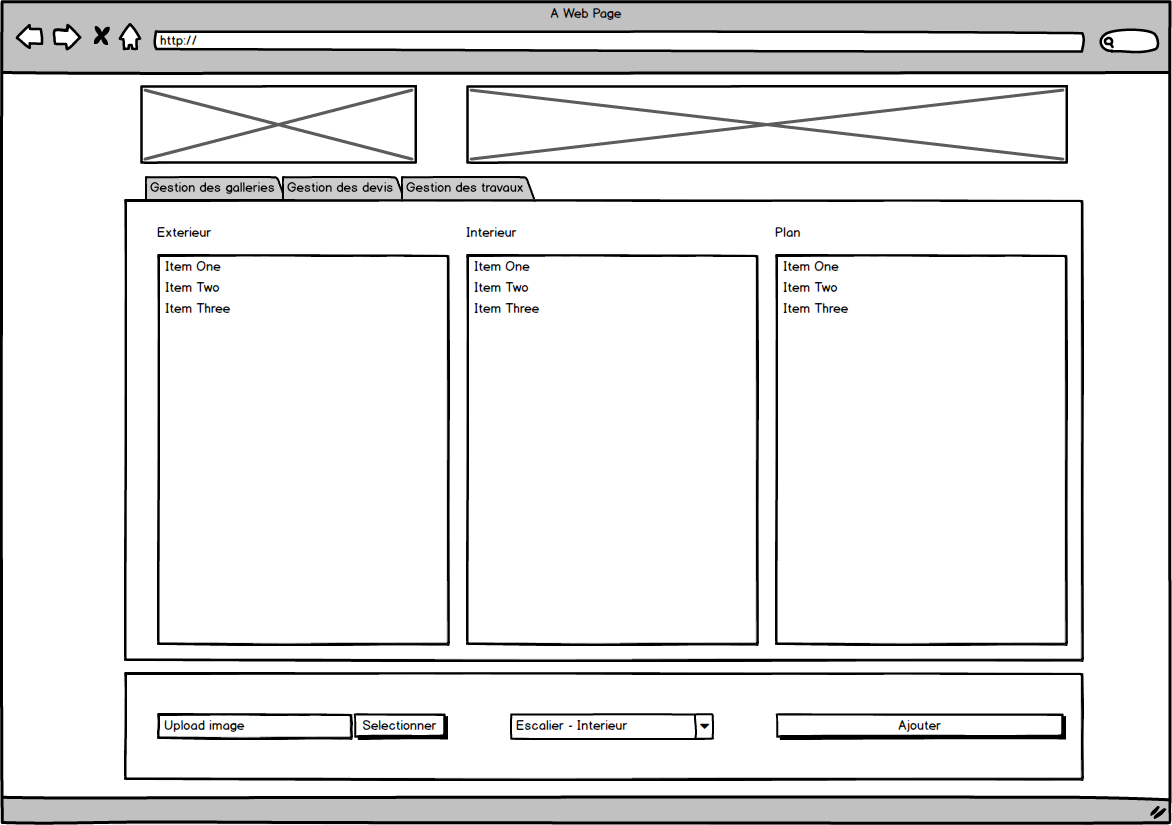 A Web Page
http://
Gestion des galleries Gestion des devis Gestion des travaux
Exterieur Interieur Plan
Item One Item One Item One
Item Two Item Two Item Two
Item Three Item Three Item Three
Upload image Selectionner Escalier - Interieur Ajouter